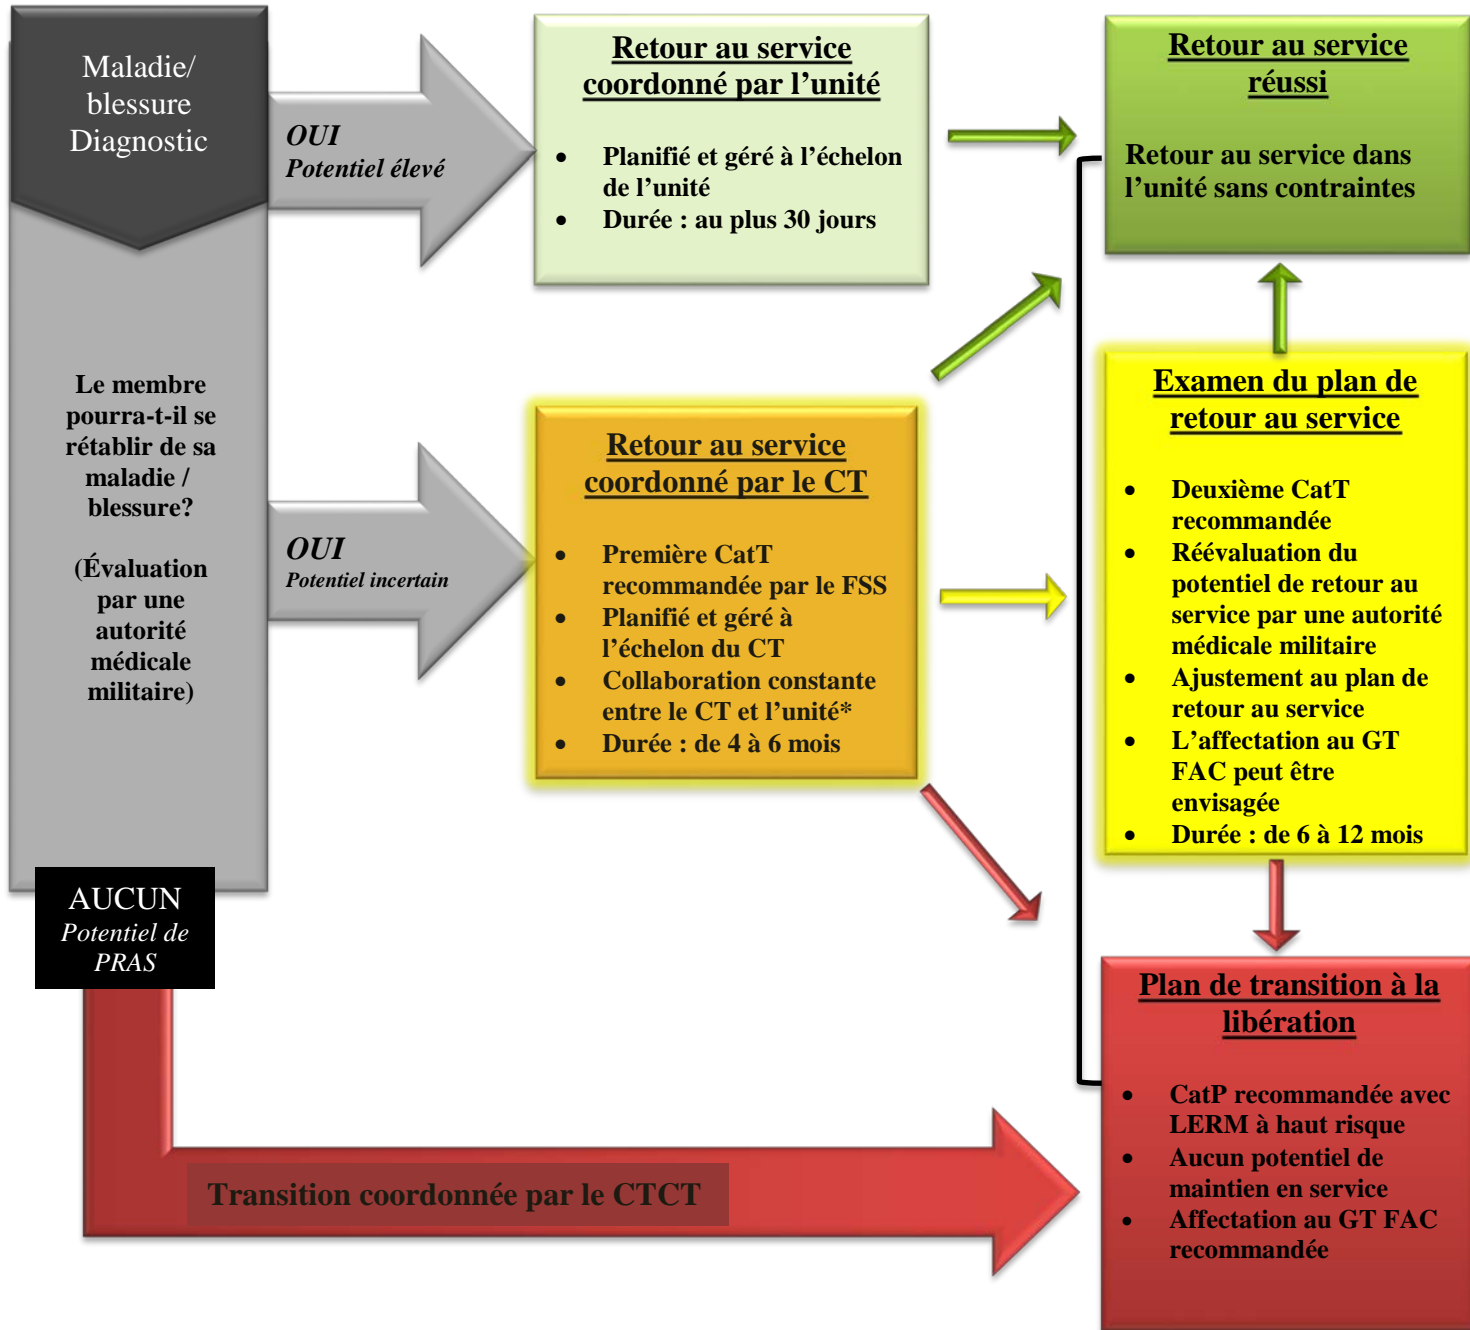 Maladie/
blessure
Diagnostic
Le membre
pourra-t-il se
rétablir de sa
maladie /
blessure?
(Évaluation
par une
autorité
médicale
militaire)
AUCUN
Potentiel de
PRAS
OUI
Potentiel élevé
Retour au service
coordonné par l’unité
• Planifié et géré à l’échelon
de l’unité
• Durée : au plus 30 jours
Retour au service
réussi
Retour au service dans
l’unité sans contraintes
OUI
Potentiel incertain
Retour au service
coordonné par le CT
• Première CatT
recommandée par le FSS
• Planifié et géré à
l’échelon du CT
• Collaboration constante
entre le CT et l’unité*
• Durée : de 4 à 6 mois
Examen du plan de
retour au service
• Deuxième CatT
recommandée
• Réévaluation du
potentiel de retour au
service par une autorité
médicale militaire
• Ajustement au plan de
retour au service
• L’affectation au GT
FAC peut être
envisagée
• Durée : de 6 à 12 mois
Transition coordonnée par le CTCT
Plan de transition à la
libération
• CatP recommandée avec
LERM à haut risque
• Aucun potentiel de
maintien en service
• Affectation au GT FAC
recommandée